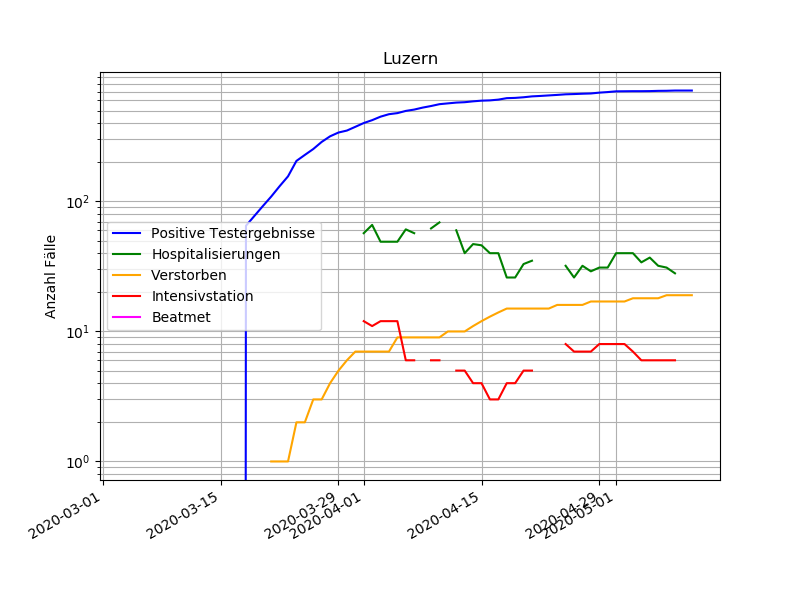 Luzern
Anzahl Fälle
10²
10¹
10⁰
Positive Testergebnisse
Hospitalisierungen
Verstorben
Intensivstation
Beatmet
2020-03-01
2020-03-15
2020-03-29
2020-04-01
2020-04-15
2020-04-29
2020-05-01